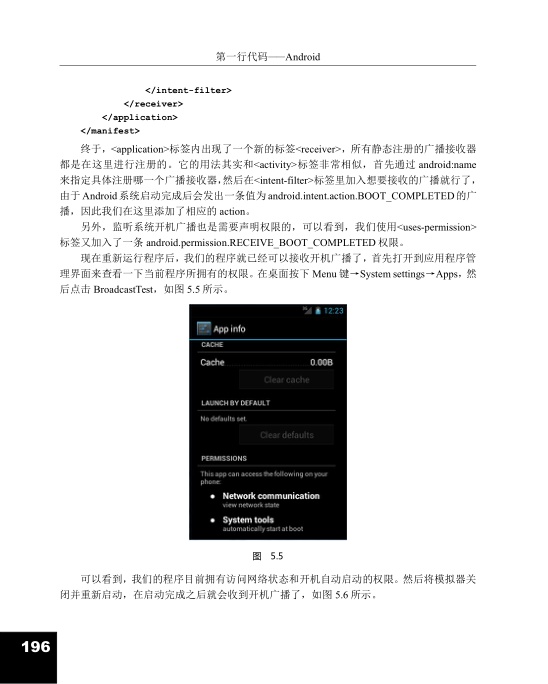 第一行代码——Android
</intent-filter>
</receiver>
</application>
</manifest>
终于，<application>标签内出现了一个新的标签<receiver>，所有静态注册的广播接收器
都是在这里进行注册的。它的用法其实和<activity>标签非常相似，首先通过 android:name
来指定具体注册哪一个广播接收器，然后在<intent-filter>标签里加入想要接收的广播就行了，
由于 Android 系统启动完成后会发出一条值为 android.intent.action.BOOT_COMPLETED 的广
播，因此我们在这里添加了相应的 action。
另外，监听系统开机广播也是需要声明权限的，可以看到，我们使用<uses-permission>
标签又加入了一条 android.permission.RECEIVE_BOOT_COMPLETED 权限。
现在重新运行程序后，我们的程序就已经可以接收开机广播了，首先打开到应用程序管
理界面来查看一下当前程序所拥有的权限。在桌面按下 Menu 键→System settings→Apps，然
后点击 BroadcastTest，如图 5.5 所示。
12:23
App info
CACHE
Cache 0.00B
Clear cache
LAUNCH BY DEFAULT
No defaults set.
Clear defaults
PERMISSIONS
This app can access the following on your
phone:
● Network communication
view network state
● System tools
automatically start at boot
图 5.5
可以看到，我们的程序目前拥有访问网络状态和开机自动启动的权限。然后将模拟器关
闭并重新启动，在启动完成之后就会收到开机广播了，如图 5.6 所示。
196